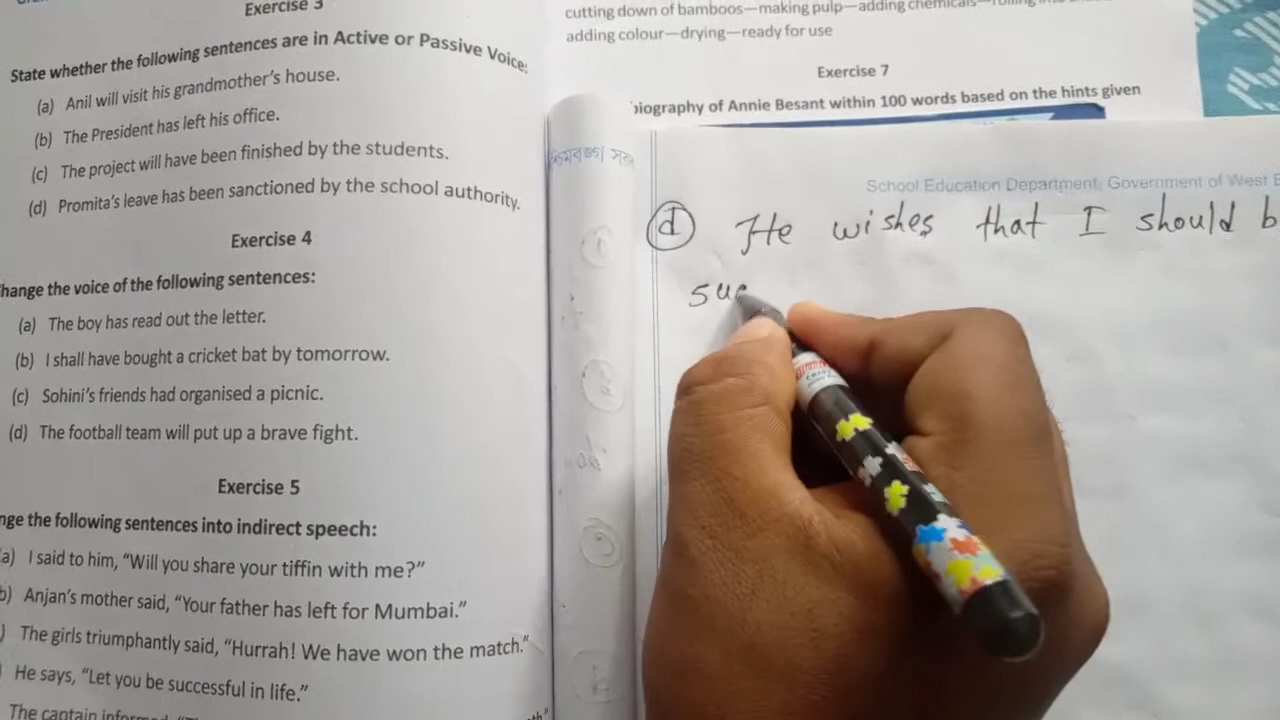 Exercise 3
State whether the following sentences are in Active or Passive Voice:
(a) Anil will visit his grandmother's house.
(b) The President has left his office.
(c) The project will have been finished by the students.
(d) Promita's leave has been sanctioned by the school authority.
Exercise 4
hange the voice of the following sentences:
(a) The boy has read out the letter.
(b) I shall have bought a cricket bat by tomorrow.
(c) Sohini's friends had organised a picnic.
(d) The football team will put up a brave fight.
Exercise 5
nge the following sentences into indirect speech:
a) I said to him, "Will you share your tiffin with me?"
b) Anjan's mother said, "Your father has left for Mumbai."
) The girls triumphantly said, "Hurrah! We have won the match."
) He says, "Let you be successful in life."
The captain
cutting down of bamboos—making pulp—adding chemicals—
adding colour—drying—ready for use
Exercise 7
biography of Annie Besant within 100 words based on the hints given
School Education Department, Government of West B
(d) He wishes that I should b
suc